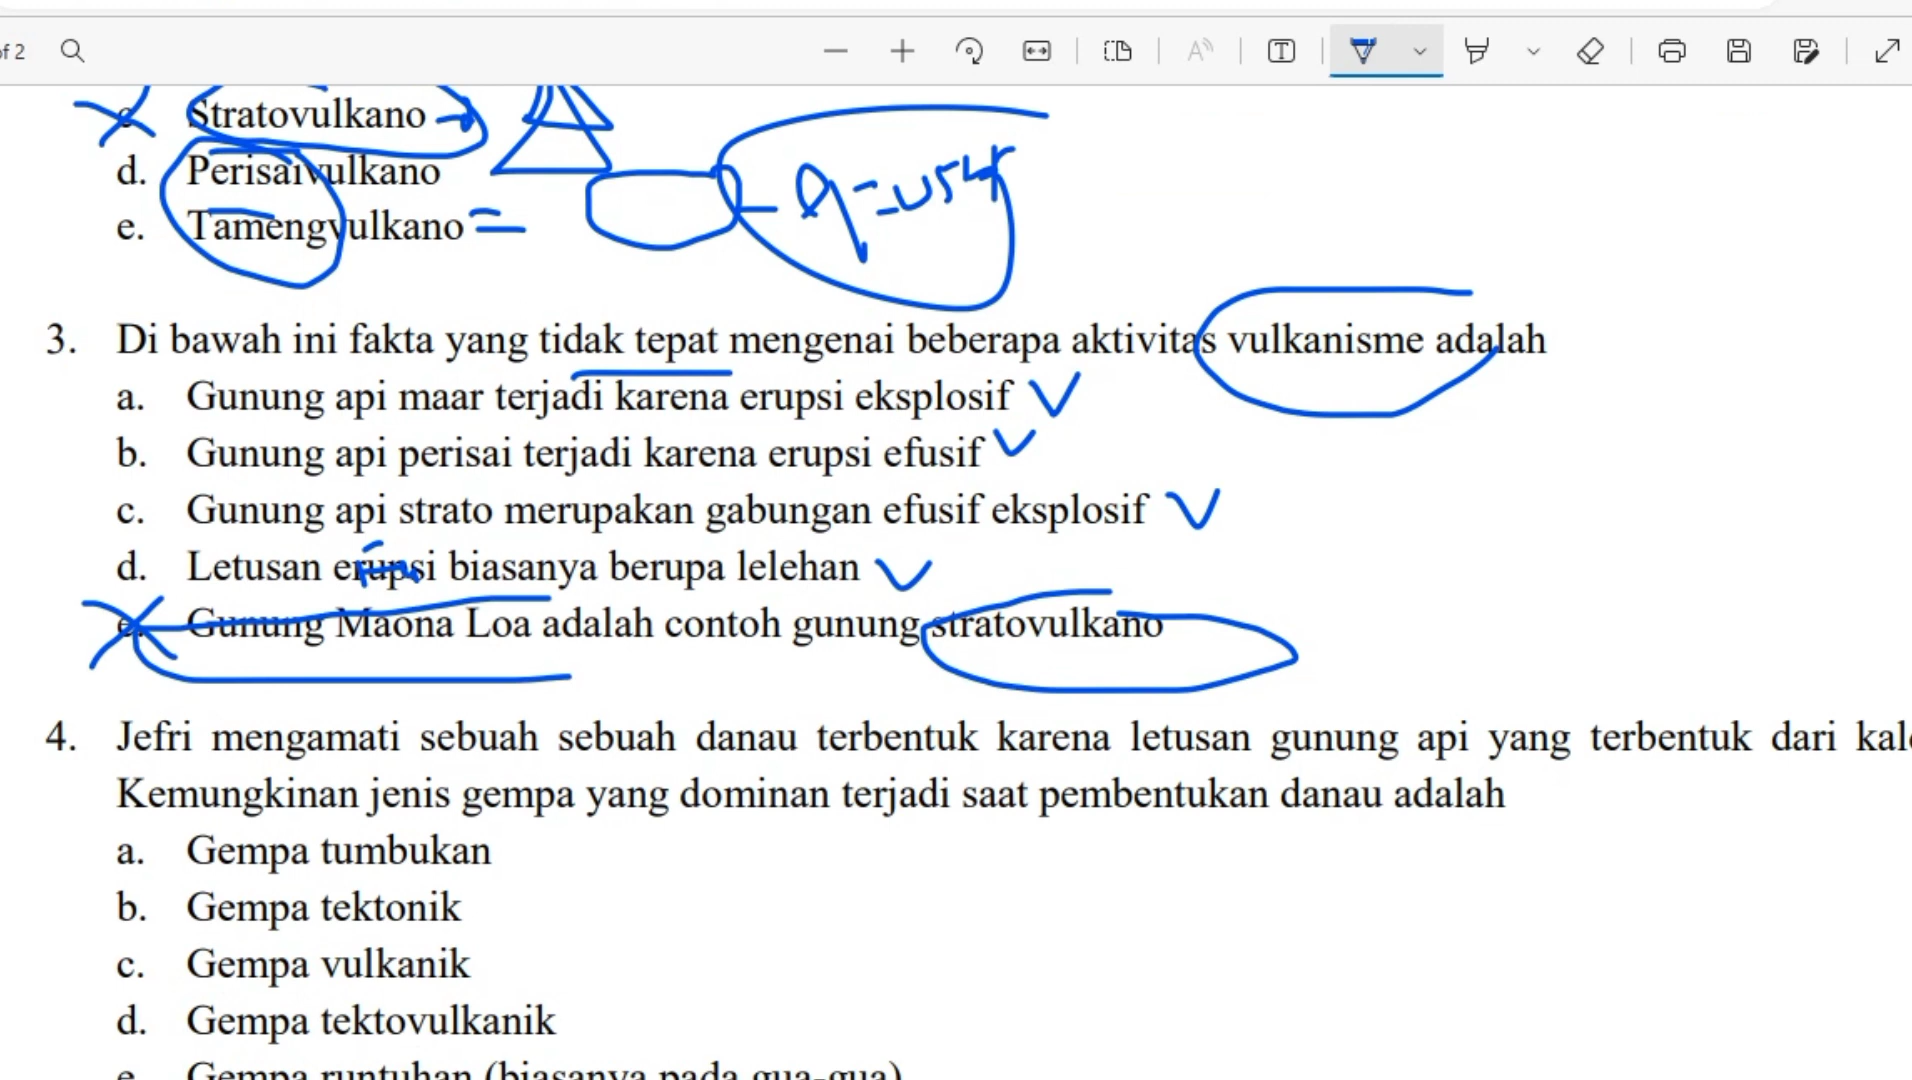 of 2
c. Stratovulkano
d. Perisaivulkano
e. Tamengvulkano
3. Di bawah ini fakta yang tidak tepat mengenai beberapa aktivitas vulkanisme adalah
a. Gunung api maar terjadi karena erupsi eksplosif
b. Gunung api perisai terjadi karena erupsi efusif
c. Gunung api strato merupakan gabungan efusif eksplosif
d. Letusan erupsi biasanya berupa lelehan
e. Gunung Maona Loa adalah contoh gunung stratovulkano
4. Jefri mengamati sebuah sebuah danau terbentuk karena letusan gunung api yang terbentuk dari
Kemungkinan jenis gempa yang dominan terjadi saat pembentukan danau adalah
a. Gempa tumbukan
b. Gempa tektonik
c. Gempa vulkanik
d. Gempa tektovulkanik
e. Gempa runtuhan (biasanya pada gua-gua)